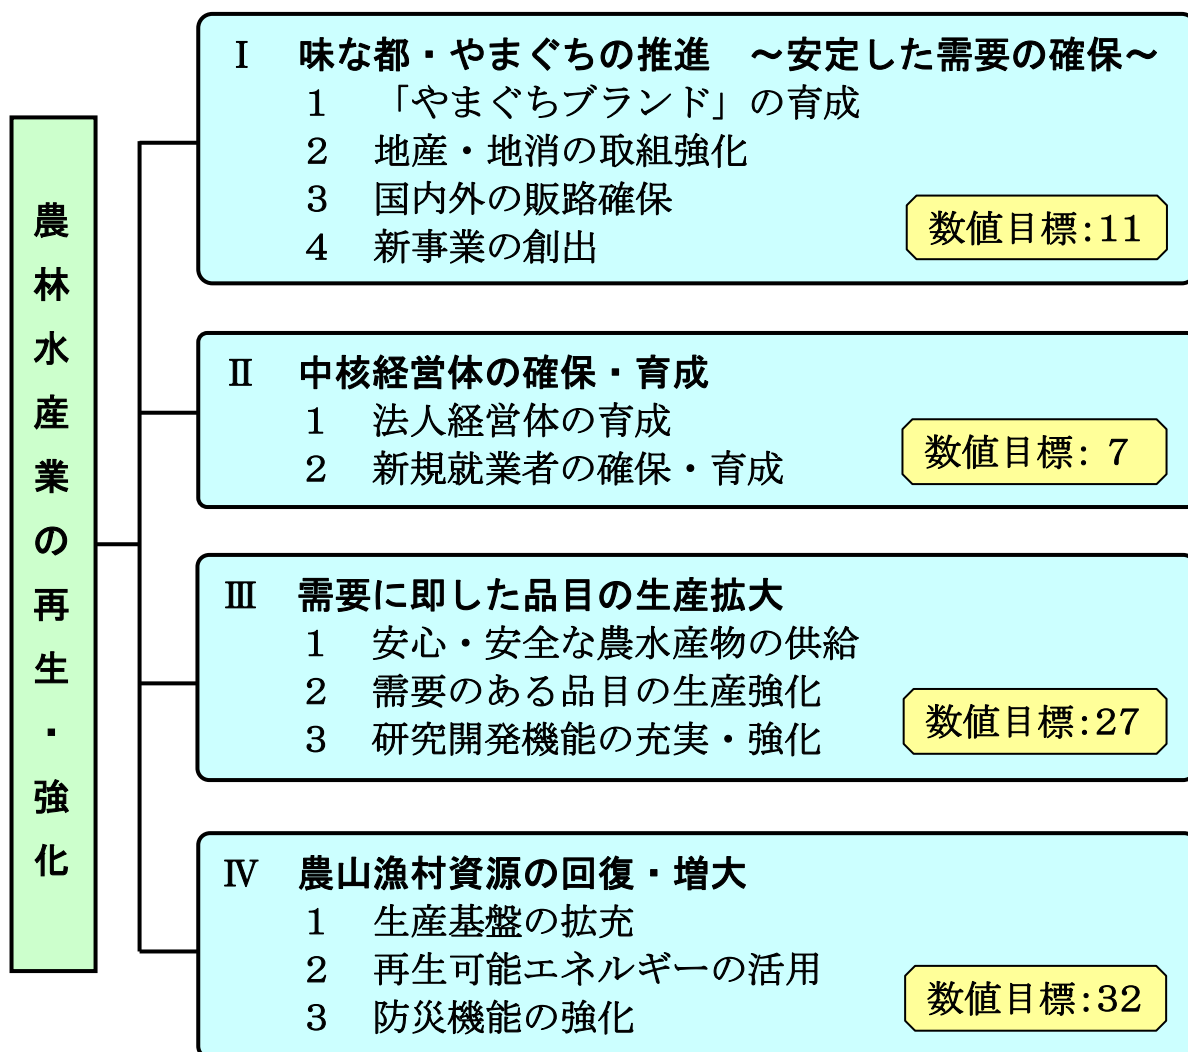 農林水産業の再生・強化
Ⅰ 味な都・やまぐちの推進 ～安定した需要の確保～
1 「やまぐちブランド」の育成
2 地産・地消の取組強化
3 国内外の販路確保
4 新事業の創出
数値目標:11
Ⅱ 中核経営体の確保・育成
1 法人経営体の育成
2 新規就業者の確保・育成
数値目標: 7
Ⅲ 需要に即した品目の生産拡大
1 安心・安全な農水産物の供給
2 需要のある品目の生産強化
3 研究開発機能の充実・強化
数値目標:27
Ⅳ 農山漁村資源の回復・増大
1 生産基盤の拡充
2 再生可能エネルギーの活用
3 防災機能の強化
数値目標:32